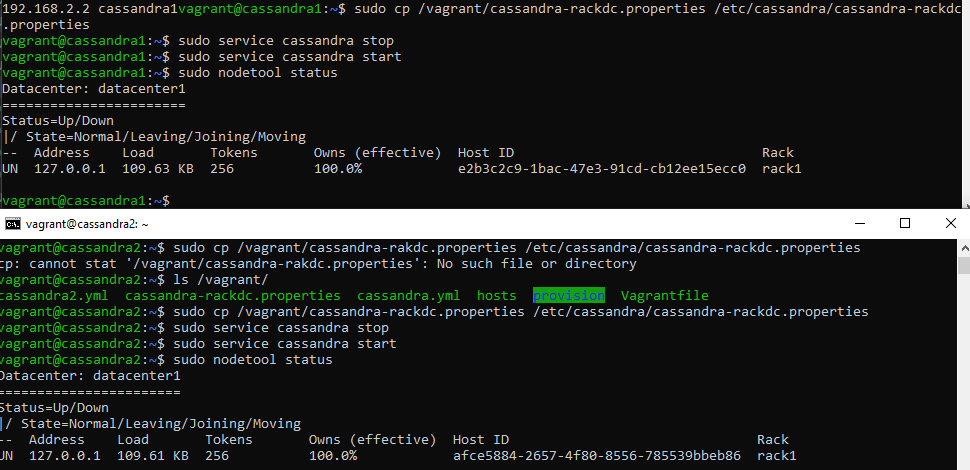 192.168.2.2 cassandra1vagrant@cassandra1:~$ sudo cp /vagrant/cassandra-rackdc.properties /etc/cassandra/cassandra-rackdc
.properties
vagrant@cassandra1:~$ sudo service cassandra stop
vagrant@cassandra1:~$ sudo service cassandra start
vagrant@cassandra1:~$ sudo nodetool status
Datacenter: datacenter1
=======================
Status=Up/Down
|/ State=Normal/Leaving/Joining/Moving
--  Address    Load       Tokens       Owns (effective)  Host ID                               Rack
UN  127.0.0.1  109.63 KB  256          100.0%            e2b3c2c9-1bac-47e3-91cd-cb12ee15ecc0  rack1
vagrant@cassandra1:~$
vagrant@cassandra2: ~
vagrant@cassandra2:~$ sudo cp /vagrant/cassandra-rakdc.properties /etc/cassandra/cassandra-rackdc.properties
cp: cannot stat '/vagrant/cassandra-rakdc.properties': No such file or directory
vagrant@cassandra2:~$ ls /vagrant/
cassandra2.yml  cassandra-rackdc.properties  cassandra.yml  hosts  provision  Vagrantfile
vagrant@cassandra2:~$ sudo cp /vagrant/cassandra-rackdc.properties /etc/cassandra/cassandra-rackdc.properties
vagrant@cassandra2:~$ sudo service cassandra stop
vagrant@cassandra2:~$ sudo service cassandra start
vagrant@cassandra2:~$ sudo nodetool status
Datacenter: datacenter1
=======================
Status=Up/Down
|/ State=Normal/Leaving/Joining/Moving
--  Address    Load       Tokens       Owns (effective)  Host ID                               Rack
UN  127.0.0.1  109.61 KB  256          100.0%            afce5884-2657-4f80-8556-785539bbeb86  rack1